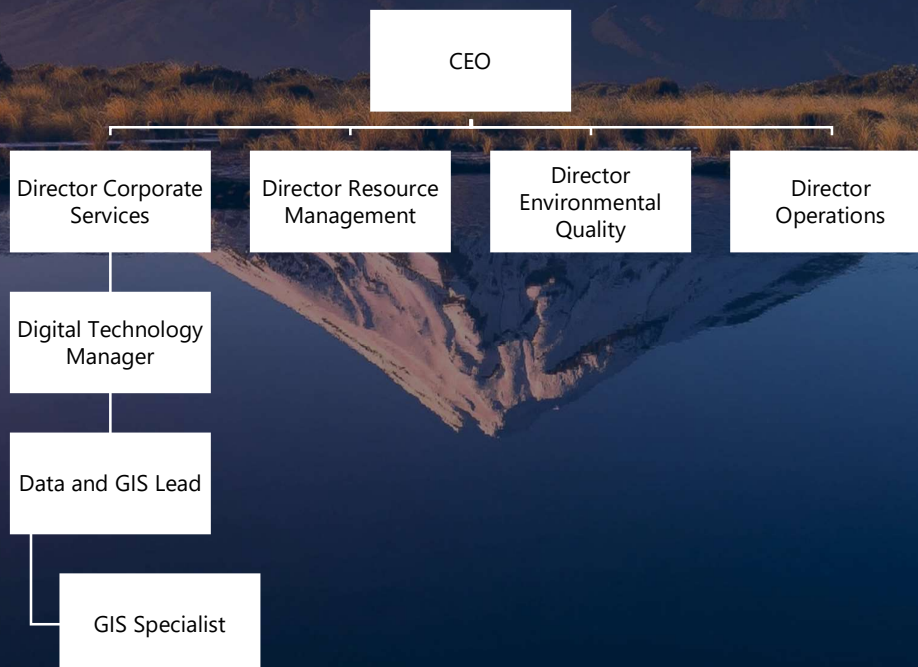 CEO
Director Corporate
Services
Director Resource
Management
Director
Environmental
Quality
Director
Operations
Digital Technology
Manager
Data and GIS Lead
GIS Specialist